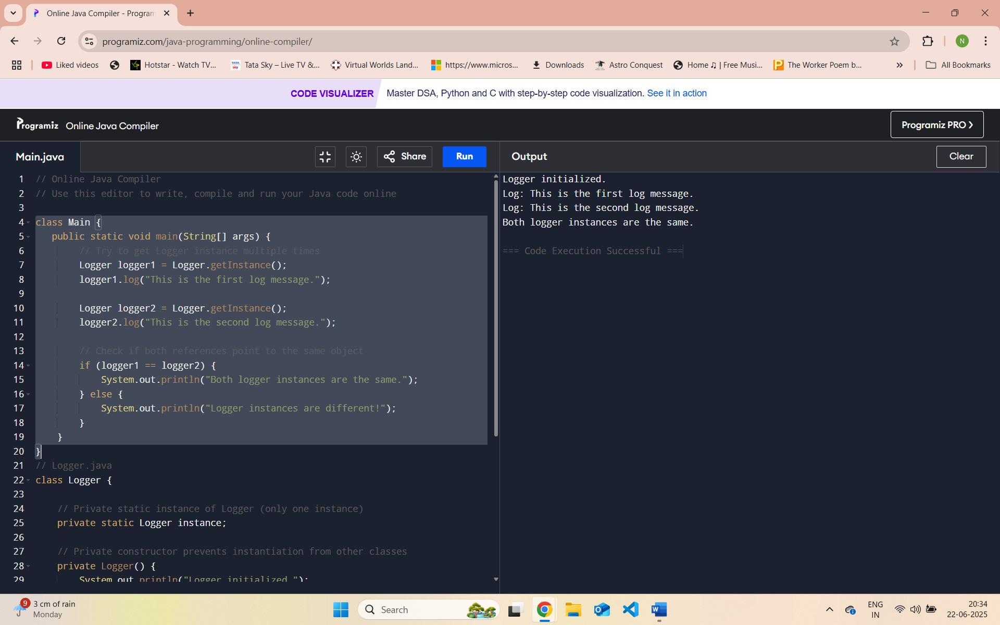 Online Java Compiler - Program
programiz.com/java-programming/online-compiler/
N
Liked videos
Hotstar - Watch TV...
Tata Sky – Live TV &...
Virtual Worlds Land...
https://www.micros...
Downloads
Astro Conquest
Home ♫ | Free Musi...
The Worker Poem b...
»
All Bookmarks
CODE VISUALIZER Master DSA, Python and C with step-by-step code visualization. See it in action
Programiz Online Java Compiler
Programiz PRO ❯
Main.java
Share
Run
Output
Clear
1 // Online Java Compiler
2 // Use this editor to write, compile and run your Java code online
3
4 class Main {
5 public static void main(String[] args) {
6 // Try to get Logger instance multiple times
7 Logger logger1 = Logger.getInstance();
8 logger1.log("This is the first log message.");
9
10 Logger logger2 = Logger.getInstance();
11 logger2.log("This is the second log message.");
12
13 // Check if both references point to the same object
14 if (logger1 == logger2) {
15 System.out.println("Both logger instances are the same.");
16 } else {
17 System.out.println("Logger instances are different!");
18 }
19 }
20 }
21 // Logger.java
22 class Logger {
23
24 // Private static instance of Logger (only one instance)
25 private static Logger instance;
26
27 // Private constructor prevents instantiation from other classes
28 private Logger() {
29 System.out.println("Logger initialized.");
Logger initialized.
Log: This is the first log message.
Log: This is the second log message.
Both logger instances are the same.
=== Code Execution Successful ===
9
3 cm of rain
Monday
Search
ENG
IN
20:34
22-06-2025